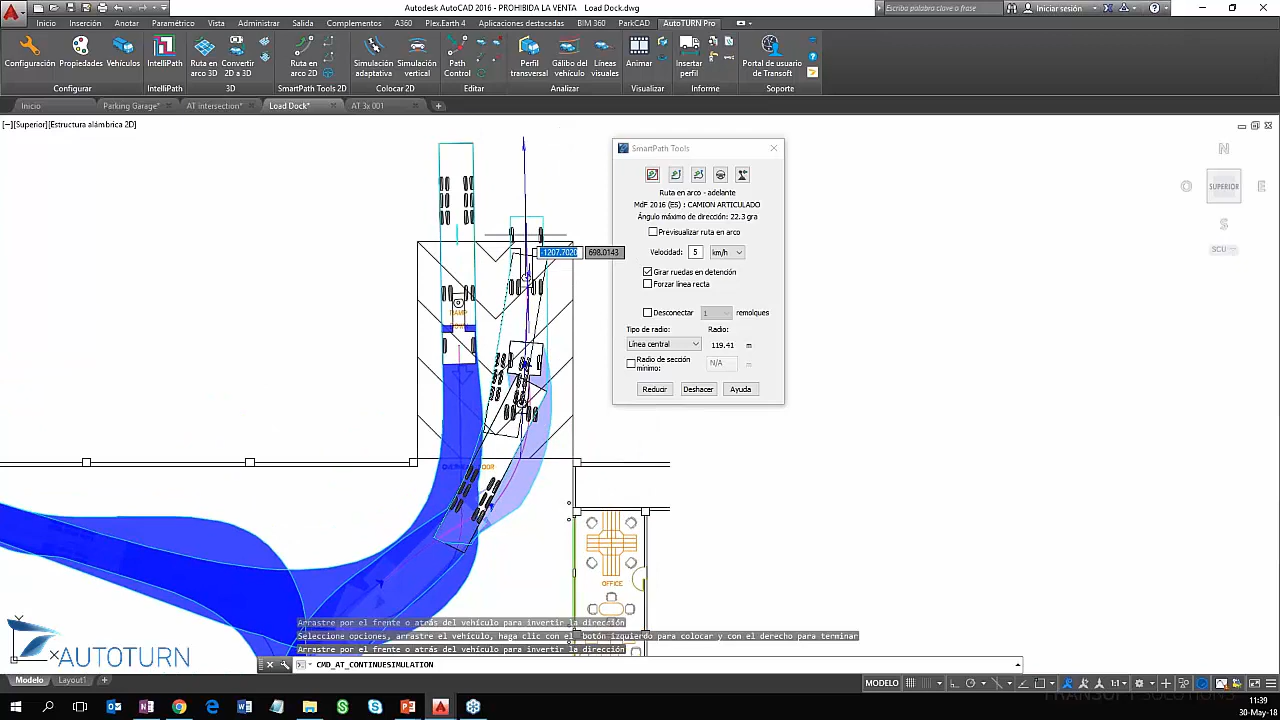 Autodesk AutoCAD 2016 - PROHIBIDA LA VENTA    Load Dock.dwg
Escriba palabra clave o frase
Iniciar sesión
Inicio Inserción Anotar Paramétrico Vista Administrar Salida Complementos A360 Plex.Earth 4 Aplicaciones destacadas BIM 360 ParkCAD AutoTURN Pro
Configuración Propiedades Vehículos IntelliPath Ruta en arco 3D Convertir 2D a 3D Ruta en arco 2D Simulación adaptativa Simulación vertical Path Control Perfil transversal Gálibo del vehículo Líneas visuales Animar Insertar perfil Portal de usuario de Transoft
Configurar IntelliPath 3D SmartPath Tools 2D Colocar 2D Editar Analizar Visualizar Informe Soporte
Inicio Parking Garage* AT intersection* Load Dock* AT 3x 001
[−][Superior][Estructura alámbrica 2D]
SmartPath Tools
Ruta en arco - adelante
MdF 2016 (ES) : CAMION ARTICULADO
Ángulo máximo de dirección: 22.3 gra
Previsualizar ruta en arco
Velocidad: 5 km/h
Girar ruedas en detención
Forzar línea recta
Desconectar 1 remolques
Tipo de radio: Radio:
Línea central 119.41 m
Radio de sección mínimo: N/A m
Reducir Deshacer Ayuda
N
O SUPERIOR E
S
SCU
-1207.7020 698.0143
RAMP
DOWN
OVERHEAD DOOR
OFFICE
Arrastre por el frente o atrás del vehículo para invertir la dirección
Seleccione opciones, arrastre el vehículo, haga clic con el botón izquierdo para colocar y con el derecho para terminar
Arrastre por el frente o atrás del vehículo para invertir la dirección
CMD_AT_CONTINUESIMULATION
Y
X
AUTOTURN
Modelo Layout1
MODELO
1:1
TRANSOFT SOLUTIONS
11:39
30-May-18